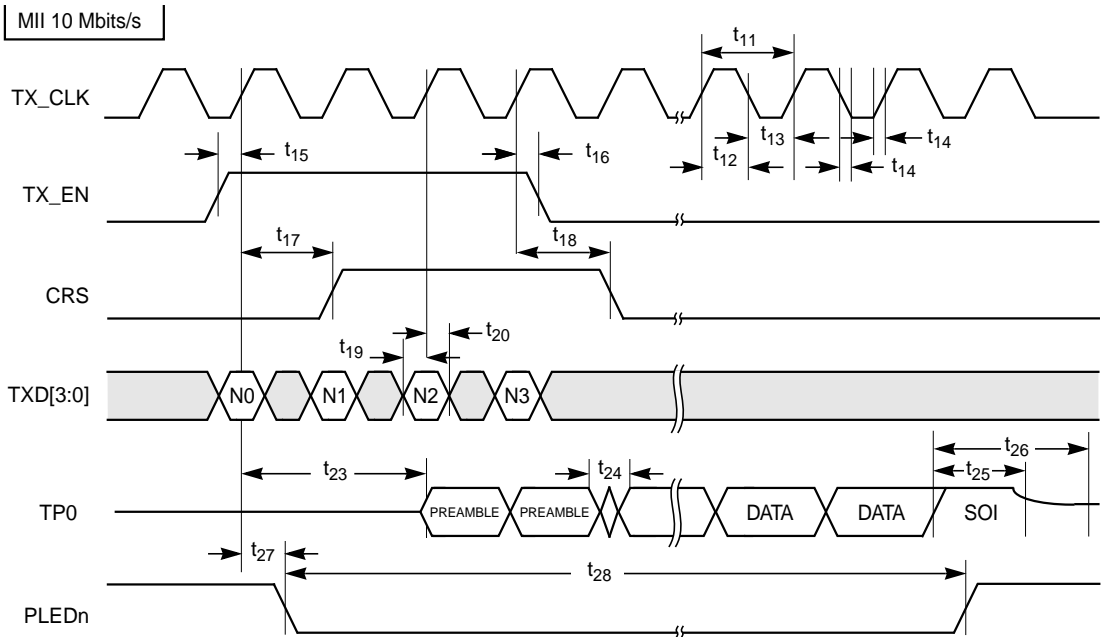 MII 10 Mbits/s
t11
TX_CLK
t15
t16
t12
t13
t14
t14
TX_EN
t17
t18
CRS
t19
t20
TXD[3:0]
N0 N1 N2 N3
t23
t24
t26
t25
TP0
PREAMBLE PREAMBLE DATA DATA SOI
t27
t28
PLEDn